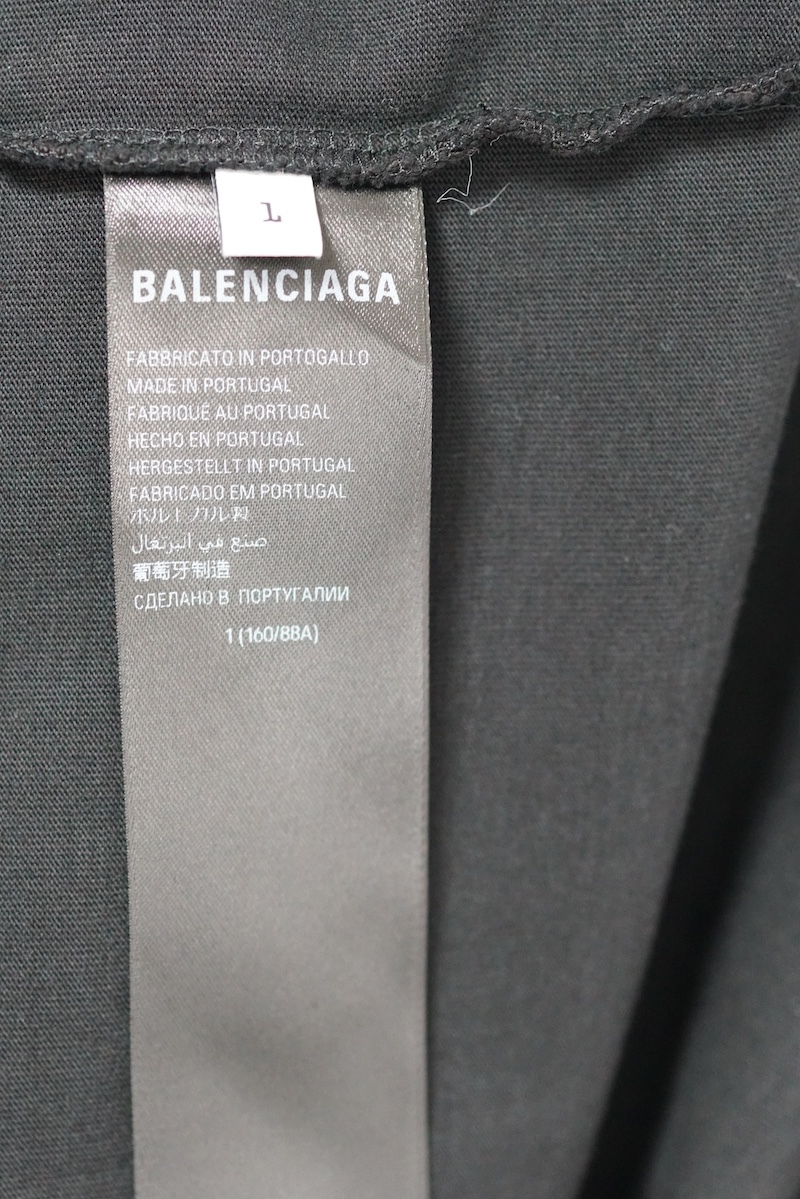 L
BALENCIAGA
FABBRICATO IN PORTOGALLO
MADE IN PORTUGAL
FABRIQUÉ AU PORTUGAL
HECHO EN PORTUGAL
HERGESTELLT IN PORTUGAL
FABRICADO EM PORTUGAL
ポルトガル製
صنع في البرتغال
葡萄牙制造
СДЕЛАНО В ПОРТУГАЛИИ
1 (160/88A)